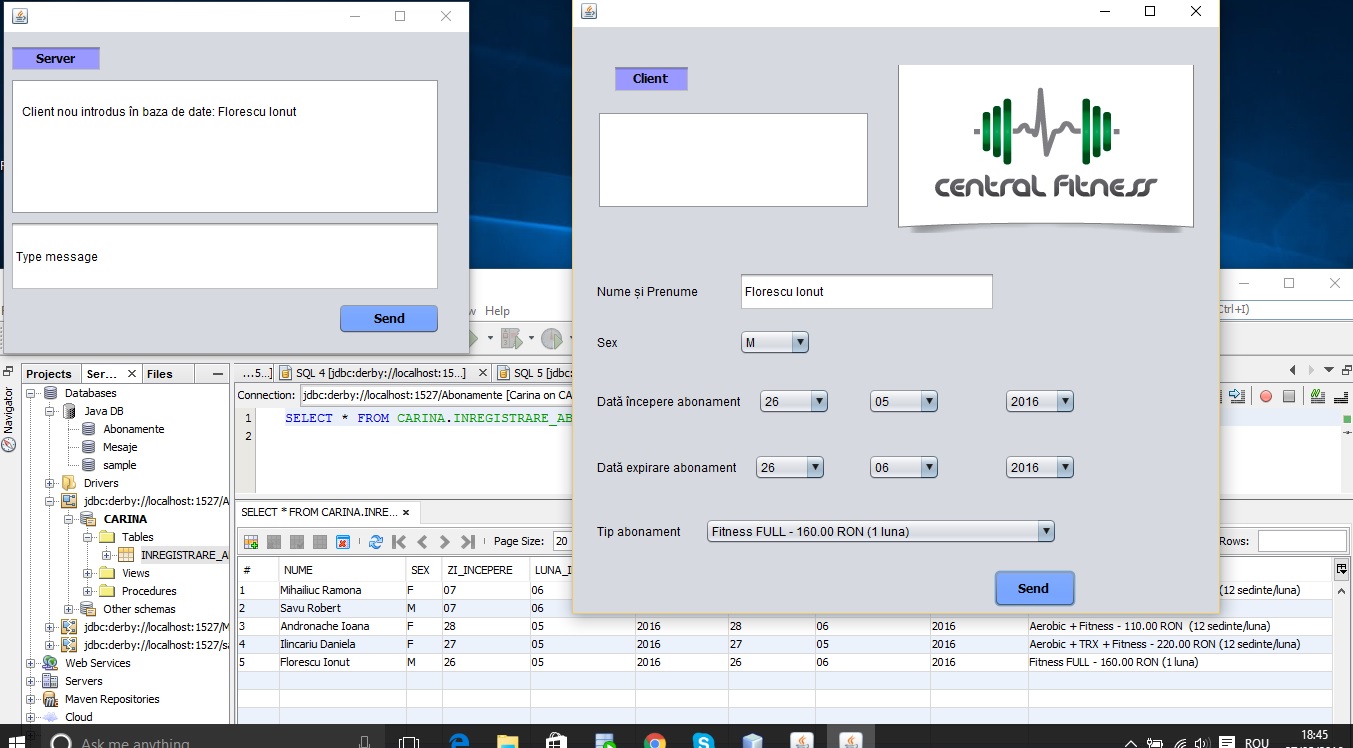 Server
Client nou introdus în baza de date: Florescu Ionut
Type message
Send
Client
central fitness
Nume și Prenume
Florescu Ionut
Sex
M
Dată începere abonament
26
05
2016
Dată expirare abonament
26
06
2016
Tip abonament
Fitness FULL - 160.00 RON (1 luna)
Send
Help
Ctrl+I)
Projects
Ser...
Files
Navigator
Databases
Java DB
Abonamente
Mesaje
sample
Drivers
jdbc:derby://localhost:1527/A
CARINA
Tables
INREGISTRARE_A
Views
Procedures
Other schemas
jdbc:derby://localhost:1527/M
jdbc:derby://localhost:1527/sa
Web Services
Servers
Maven Repositories
Cloud
...5...]
SQL 4 [jdbc:derby://localhost:15...]
SQL 5 [jdbc:
Connection:
jdbc:derby://localhost:1527/Abonamente [Carina on CA
1 SELECT * FROM CARINA.INREGISTRARE_AB
2
SELECT * FROM CARINA.INRE...
Page Size: 20
Rows:
# NUME SEX ZI_INCEPERE LUNA_I
1 Mihailiuc Ramona F 07 06 (12 sedinte/luna)
2 Savu Robert M 07 06
3 Andronache Ioana F 28 05 2016 28 06 2016 Aerobic + Fitness - 110.00 RON (12 sedinte/luna)
4 Ilincariu Daniela F 27 05 2016 27 05 2016 Aerobic + TRX + Fitness - 220.00 RON (12 sedinte/luna)
5 Florescu Ionut M 26 05 2016 26 06 2016 Fitness FULL - 160.00 RON (1 luna)
Ask me anything
ROU
18:45